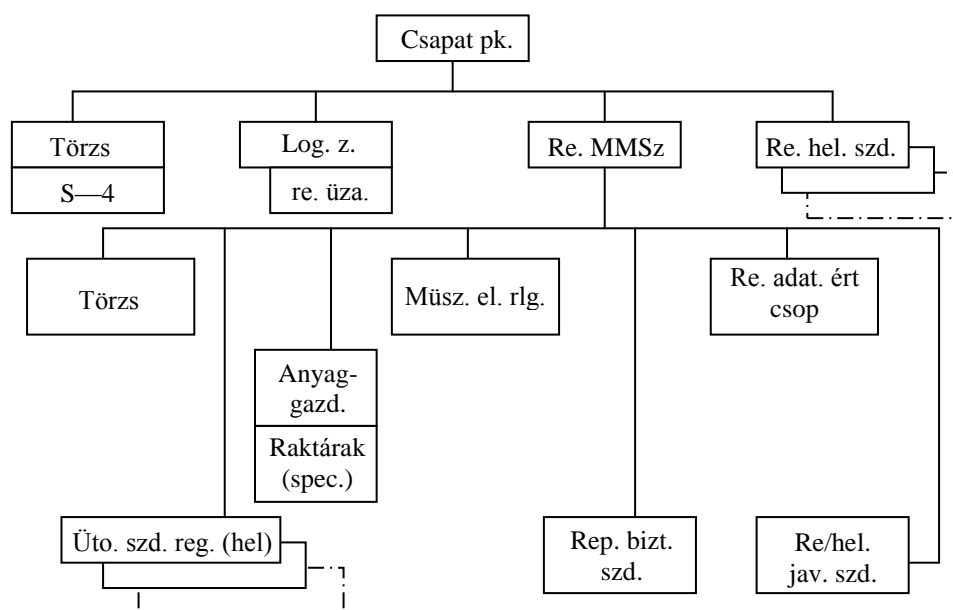 Csapat pk.
Törzs
S—4
Log. z.
re. üza.
Re. MMSz
Re. hel. szd.
Törzs
Müsz. el. rlg.
Re. adat. ért
csop
Anyag-
gazd.
Raktárak
(spec.)
Üto. szd. reg. (hel)
Rep. bizt.
szd.
Re/hel.
jav. szd.